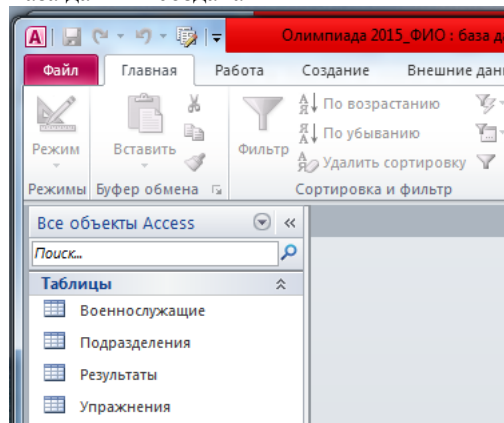 Олимпиада 2015_ФИО : база да
Файл Главная Работа Создание Внешние дан
По возрастанию
По убыванию
Удалить сортировку
Режим Вставить Фильтр
Режимы Буфер обмена Сортировка и фильтр
Все объекты Access
Поиск...
Таблицы
Военнослужащие
Подразделения
Результаты
Упражнения